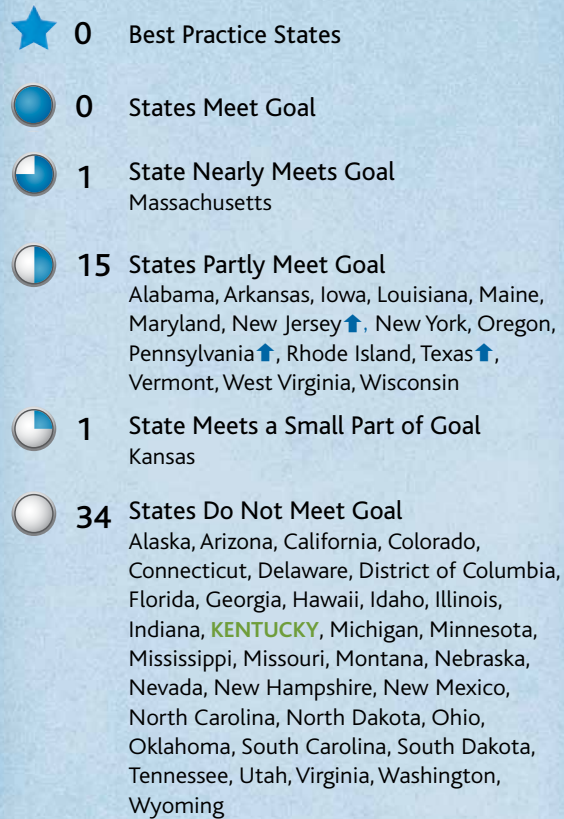 0 Best Practice States
0 States Meet Goal
1 State Nearly Meets Goal
Massachusetts
15 States Partly Meet Goal
Alabama, Arkansas, Iowa, Louisiana, Maine,
Maryland, New Jersey⬆, New York, Oregon,
Pennsylvania⬆, Rhode Island, Texas⬆,
Vermont, West Virginia, Wisconsin
1 State Meets a Small Part of Goal
Kansas
34 States Do Not Meet Goal
Alaska, Arizona, California, Colorado,
Connecticut, Delaware, District of Columbia,
Florida, Georgia, Hawaii, Idaho, Illinois,
Indiana, KENTUCKY, Michigan, Minnesota,
Mississippi, Missouri, Montana, Nebraska,
Nevada, New Hampshire, New Mexico,
North Carolina, North Dakota, Ohio,
Oklahoma, South Carolina, South Dakota,
Tennessee, Utah, Virginia, Washington,
Wyoming